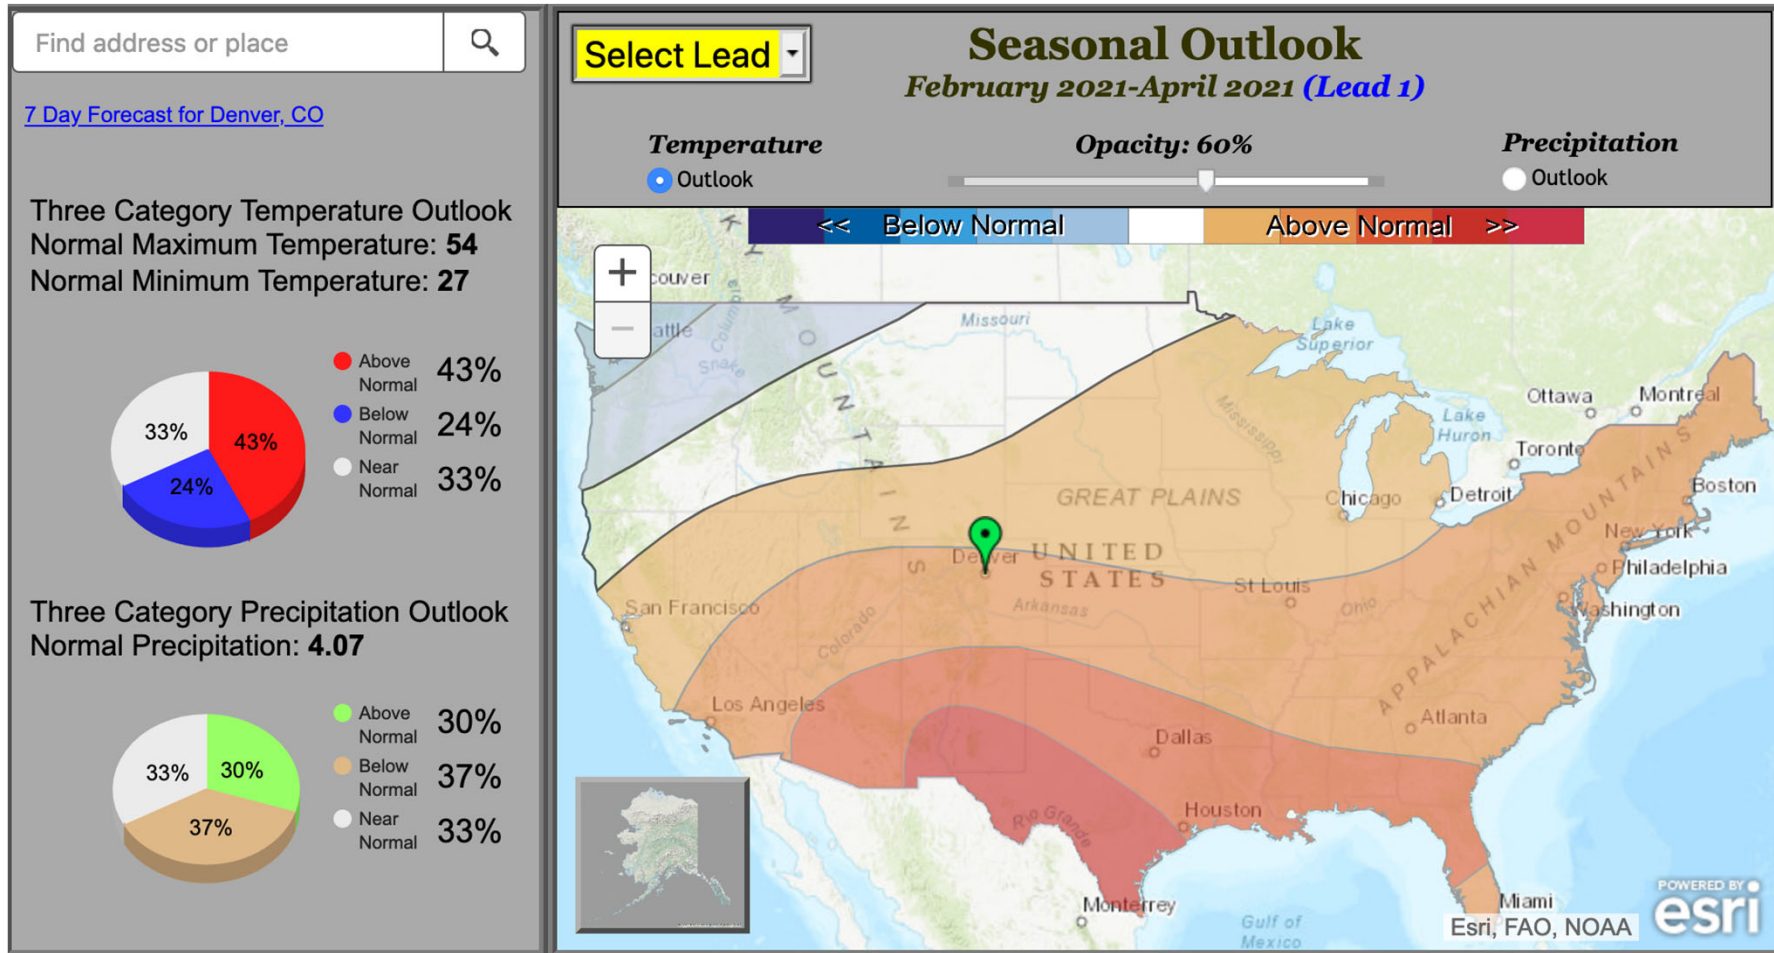 Find address or place
7 Day Forecast for Denver, CO
Three Category Temperature Outlook
Normal Maximum Temperature: 54
Normal Minimum Temperature: 27
33%
43%
24%
Above
Normal
43%
Below
Normal
24%
Near
Normal
33%
Three Category Precipitation Outlook
Normal Precipitation: 4.07
33%
30%
37%
Above
Normal
30%
Below
Normal
37%
Near
Normal
33%
Select Lead
Seasonal Outlook
February 2021-April 2021 (Lead 1)
Temperature
Outlook
Opacity: 60%
Precipitation
Outlook
<< Below Normal
Above Normal >>
+
−
couver
attle
Columbia
Snake
K Y M O U N T A I N S
Missouri
Lake
Superior
Mississippi
Ottawa
Montreal
Lake
Huron
Toronto
GREAT PLAINS
Chicago
Detroit
Boston
New York
Philadelphia
Washington
APPALACHIAN MOUNTAINS
Denver
UNITED
STATES
St Louis
Ohio
Arkansas
San Francisco
Colorado
Los Angeles
Atlanta
Dallas
Houston
Rio Grande
Monterrey
Gulf of
Mexico
Miami
Esri, FAO, NOAA
POWERED BY
esri